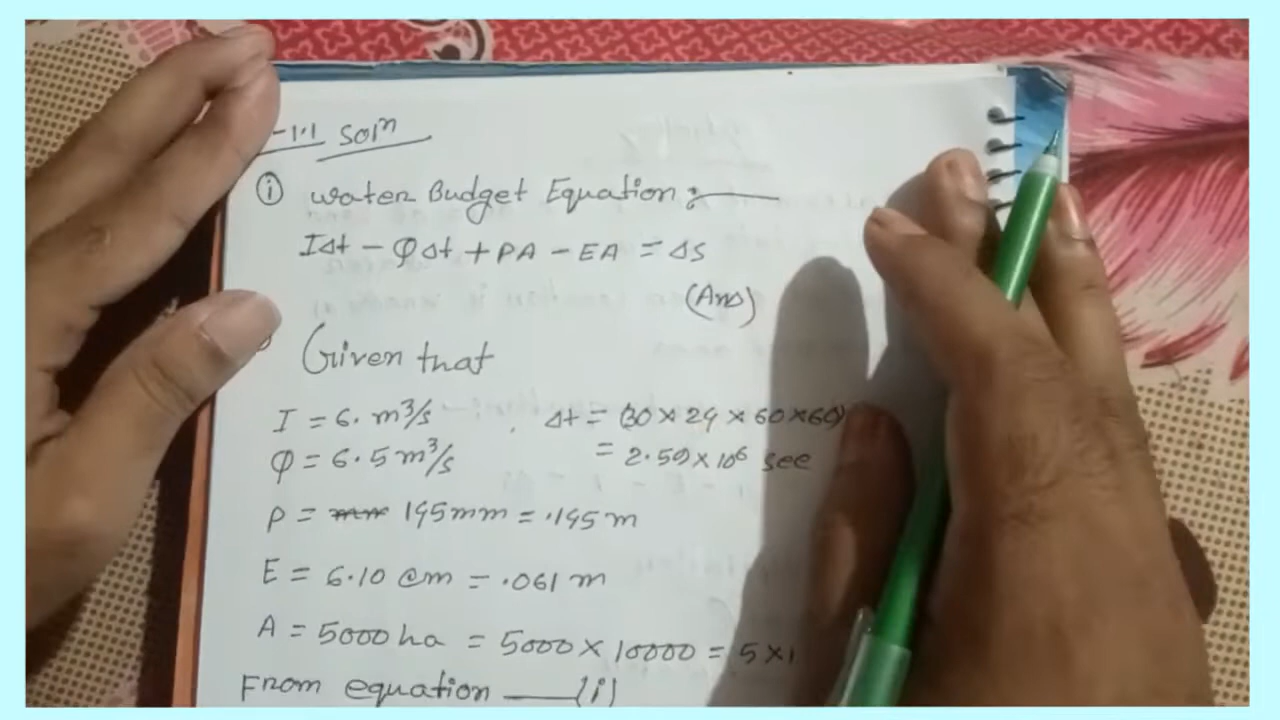 -1.1 Soln
(i) Water Budget Equation :—
IΔt - QΔt + PA - EA = ΔS
(Ans)
Given that
I = 6. m³/s , Δt = (30 × 24 × 60 × 60)
Q = 6.5 m³/s = 2.59 × 10⁶ sec
P = 145mm = .145 m
E = 6.10 cm = .061 m
A = 5000 ha = 5000 × 10000 = 5 × 1
From equation —(i)